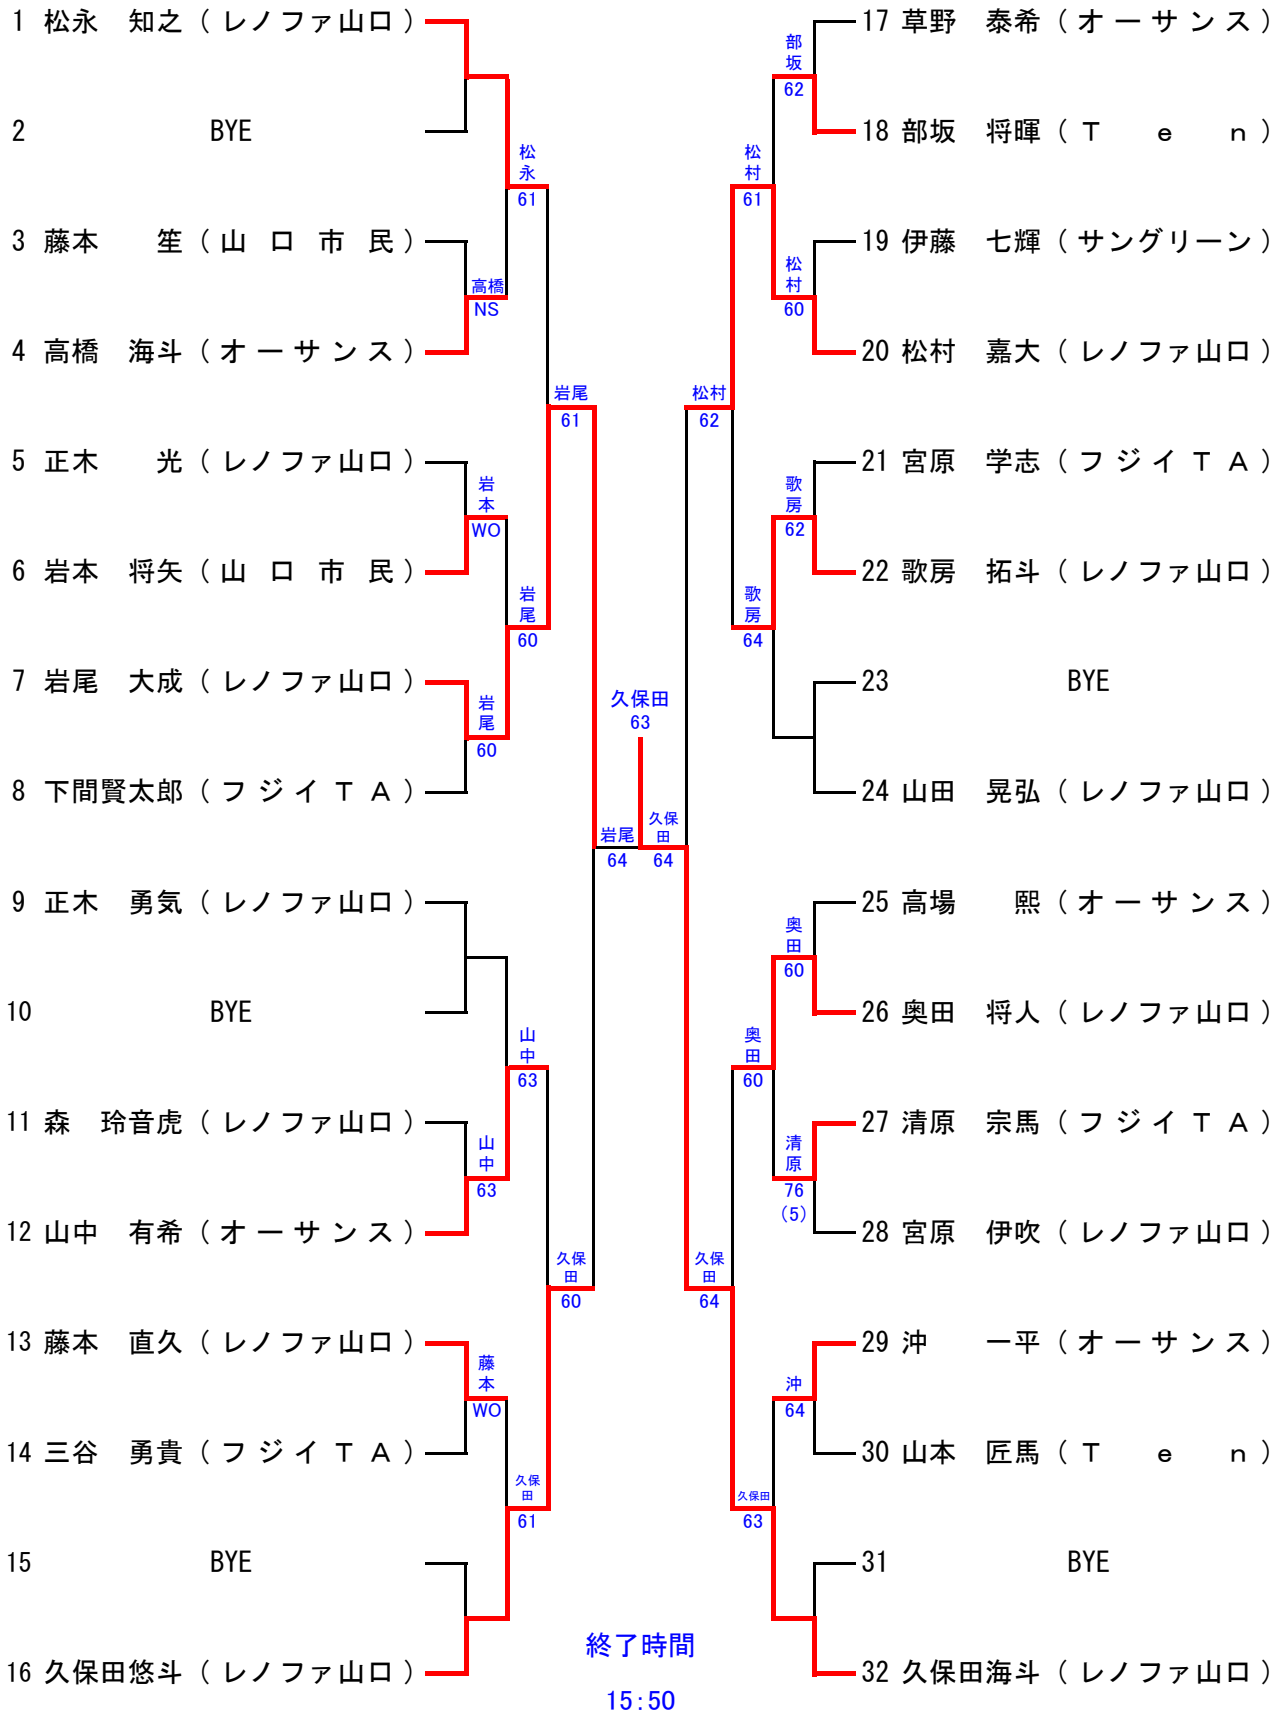 1 松永　知之（レノファ山口）
2 BYE
3 藤本　笙（山口市民）
4 高橋　海斗（オーサンス）
5 正木　光（レノファ山口）
6 岩本　将矢（山口市民）
7 岩尾　大成（レノファ山口）
8 下間賢太郎（フジイＴＡ）
9 正木　勇気（レノファ山口）
10 BYE
11 森　玲音虎（レノファ山口）
12 山中　有希（オーサンス）
13 藤本　直久（レノファ山口）
14 三谷　勇貴（フジイＴＡ）
15 BYE
16 久保田悠斗（レノファ山口）
高橋
NS
岩本
WO
岩尾
60
山中
63
藤本
WO
松永
61
岩尾
60
山中
63
久保田
61
岩尾
61
久保田
60
岩尾
64
久保田
63
久保田
64
松村
62
久保田
64
松村
61
歌房
64
奥田
60
久保田
63
部坂
62
松村
60
歌房
62
奥田
60
清原
76
(5)
沖
64
17 草野　泰希（オーサンス）
18 部坂　将暉（Ｔｅｎ）
19 伊藤　七輝（サングリーン）
20 松村　嘉大（レノファ山口）
21 宮原　学志（フジイＴＡ）
22 歌房　拓斗（レノファ山口）
23 BYE
24 山田　晃弘（レノファ山口）
25 高場　熙（オーサンス）
26 奥田　将人（レノファ山口）
27 清原　宗馬（フジイＴＡ）
28 宮原　伊吹（レノファ山口）
29 沖　一平（オーサンス）
30 山本　匠馬（Ｔｅｎ）
31 BYE
32 久保田海斗（レノファ山口）
終了時間
15:50